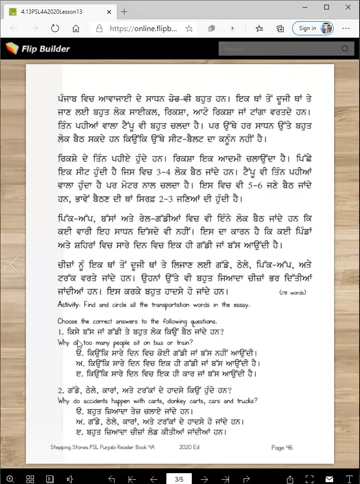 4.13PSL4A2020Lesson13
https://online.flipb...
Flip Builder
Search
ਪੰਜਾਬ ਵਿਚ ਆਵਾਜਾਈ ਦੇ ਸਾਧਨ ਹੋਰ ਵੀ ਬਹੁਤ ਹਨ। ਇਕ ਥਾਂ ਤੋਂ ਦੂਜੀ ਥਾਂ ਤੇ
ਜਾਣ ਲਈ ਬਹੁਤ ਲੋਕ ਸਾਈਕਲ, ਰਿਕਸ਼ਾ, ਆਟੋ ਰਿਕਸ਼ਾ ਜਾਂ ਟਾਂਗਾ ਵਰਤਦੇ ਹਨ।
ਤਿੰਨ ਪਹੀਆਂ ਵਾਲਾ ਟੈਂਪੂ ਵੀ ਬਹੁਤ ਚਲਦਾ ਹੈ। ਪਰ ਉੱਥੇ ਹਰ ਸਾਧਨ ਉੱਤੇ ਬਹੁਤ
ਲੋਕ ਬੈਠ ਸਕਦੇ ਹਨ ਕਿਉਂਕਿ ਉੱਥੇ ਸੀਟ-ਬੈਲਟ ਦਾ ਕਨੂੰਨ ਨਹੀਂ ਹੈ।
ਰਿਕਸ਼ੇ ਦੇ ਤਿੰਨ ਪਹੀਏ ਹੁੰਦੇ ਹਨ। ਰਿਕਸ਼ਾ ਇਕ ਆਦਮੀ ਚਲਾਉਂਦਾ ਹੈ। ਪਿੱਛੇ
ਇਕ ਸੀਟ ਹੁੰਦੀ ਹੈ ਜਿਸ ਵਿਚ 3-4 ਲੋਕ ਬੈਠ ਜਾਂਦੇ ਹਨ। ਟੈਂਪੂ ਵੀ ਤਿੰਨ ਪਹੀਆਂ
ਵਾਲਾ ਹੁੰਦਾ ਹੈ ਪਰ ਮੋਟਰ ਨਾਲ ਚਲਦਾ ਹੈ। ਇਸ ਵਿਚ ਵੀ 5-6 ਜਣੇ ਬੈਠ ਜਾਂਦੇ
ਹਨ, ਭਾਵੇਂ ਬੈਠਣ ਦੀ ਥਾਂ ਸਿਰਫ਼ 2-3 ਜਣਿਆਂ ਦੀ ਹੁੰਦੀ ਹੈ।
ਪਿੱਕ-ਅੱਪ, ਬੱਸਾਂ ਅਤੇ ਰੇਲ-ਗੱਡੀਆਂ ਵਿਚ ਵੀ ਇੰਨੇ ਲੋਕ ਬੈਠ ਜਾਂਦੇ ਹਨ ਕਿ
ਕਈ ਵਾਰੀ ਇਹ ਸਾਧਨ ਦਿੱਸਦੇ ਵੀ ਨਹੀਂ। ਇਸ ਦਾ ਕਾਰਨ ਹੈ ਕਿ ਕਈ ਪਿੰਡਾਂ
ਅਤੇ ਸ਼ਹਿਰਾਂ ਵਿਚ ਸਾਰੇ ਦਿਨ ਵਿਚ ਇਕ ਹੀ ਗੱਡੀ ਜਾਂ ਬੱਸ ਆਉਂਦੀ ਹੈ।
ਚੀਜ਼ਾਂ ਨੂੰ ਇਕ ਥਾਂ ਤੋਂ ਦੂਜੀ ਥਾਂ ਤੇ ਲਿਜਾਣ ਲਈ ਗੱਡੇ, ਠੇਲੇ, ਪਿੱਕ-ਅੱਪ, ਅਤੇ
ਟਰੱਕ ਵਰਤੇ ਜਾਂਦੇ ਹਨ। ਉਹਨਾਂ ਉੱਤੇ ਵੀ ਬਹੁਤ ਜ਼ਿਆਦਾ ਚੀਜ਼ਾਂ ਭਰ ਦਿੱਤੀਆਂ
ਜਾਂਦੀਆਂ ਹਨ। ਇਸ ਕਰਕੇ ਬਹੁਤ ਹਾਦਸੇ ਹੋ ਜਾਂਦੇ ਹਨ।
Activity: Find and circle all the transportation words in the essay.
Choose the correct answers to the following questions.
1. ਕਿਸੇ ਬੱਸ ਜਾਂ ਗੱਡੀ ਤੇ ਬਹੁਤ ਲੋਕ ਕਿਉਂ ਬੈਠ ਜਾਂਦੇ ਹਨ?
Why do too many people sit on bus or train?
ੳ. ਕਿਉਂਕਿ ਸਾਰੇ ਦਿਨ ਵਿਚ ਕੋਈ ਗੱਡੀ ਜਾਂ ਬੱਸ ਨਹੀਂ ਆਉਂਦੀ।
ਅ. ਕਿਉਂਕਿ ਸਾਰੇ ਦਿਨ ਵਿਚ ਇਕ ਹੀ ਗੱਡੀ ਜਾਂ ਬੱਸ ਆਉਂਦੀ ਹੈ।
ੲ. ਕਿਉਂਕਿ ਸਾਰੇ ਦਿਨ ਵਿਚ ਇਕ ਹੀ ਕਾਰ ਜਾਂ ਬੱਸ ਆਉਂਦੀ ਹੈ।
2. ਗੱਡੇ, ਠੇਲੇ, ਕਾਰਾਂ, ਅਤੇ ਟਰੱਕਾਂ ਦੇ ਹਾਦਸੇ ਕਿਉਂ ਹੁੰਦੇ ਹਨ?
Why do accidents happen with carts, donkey carts, cars and trucks?
ੳ. ਬਹੁਤ ਜ਼ਿਆਦਾ ਤੇਜ਼ ਚਲਾਏ ਜਾਂਦੇ ਹਨ।
ਅ. ਗੱਡੇ, ਠੇਲੇ, ਕਾਰਾਂ, ਅਤੇ ਟਰੱਕਾਂ ਦੇ ਹਾਦਸੇ ਹੋ ਜਾਂਦੇ ਹਨ।
ੲ. ਬਹੁਤ ਜ਼ਿਆਦਾ ਚੀਜ਼ਾਂ ਲੋਡ ਕੀਤੀਆਂ ਜਾਂਦੀਆਂ ਹਨ।
Stepping Stones PSL Punjabi Reader Book 4A 2020 Ed Page 46
3/5